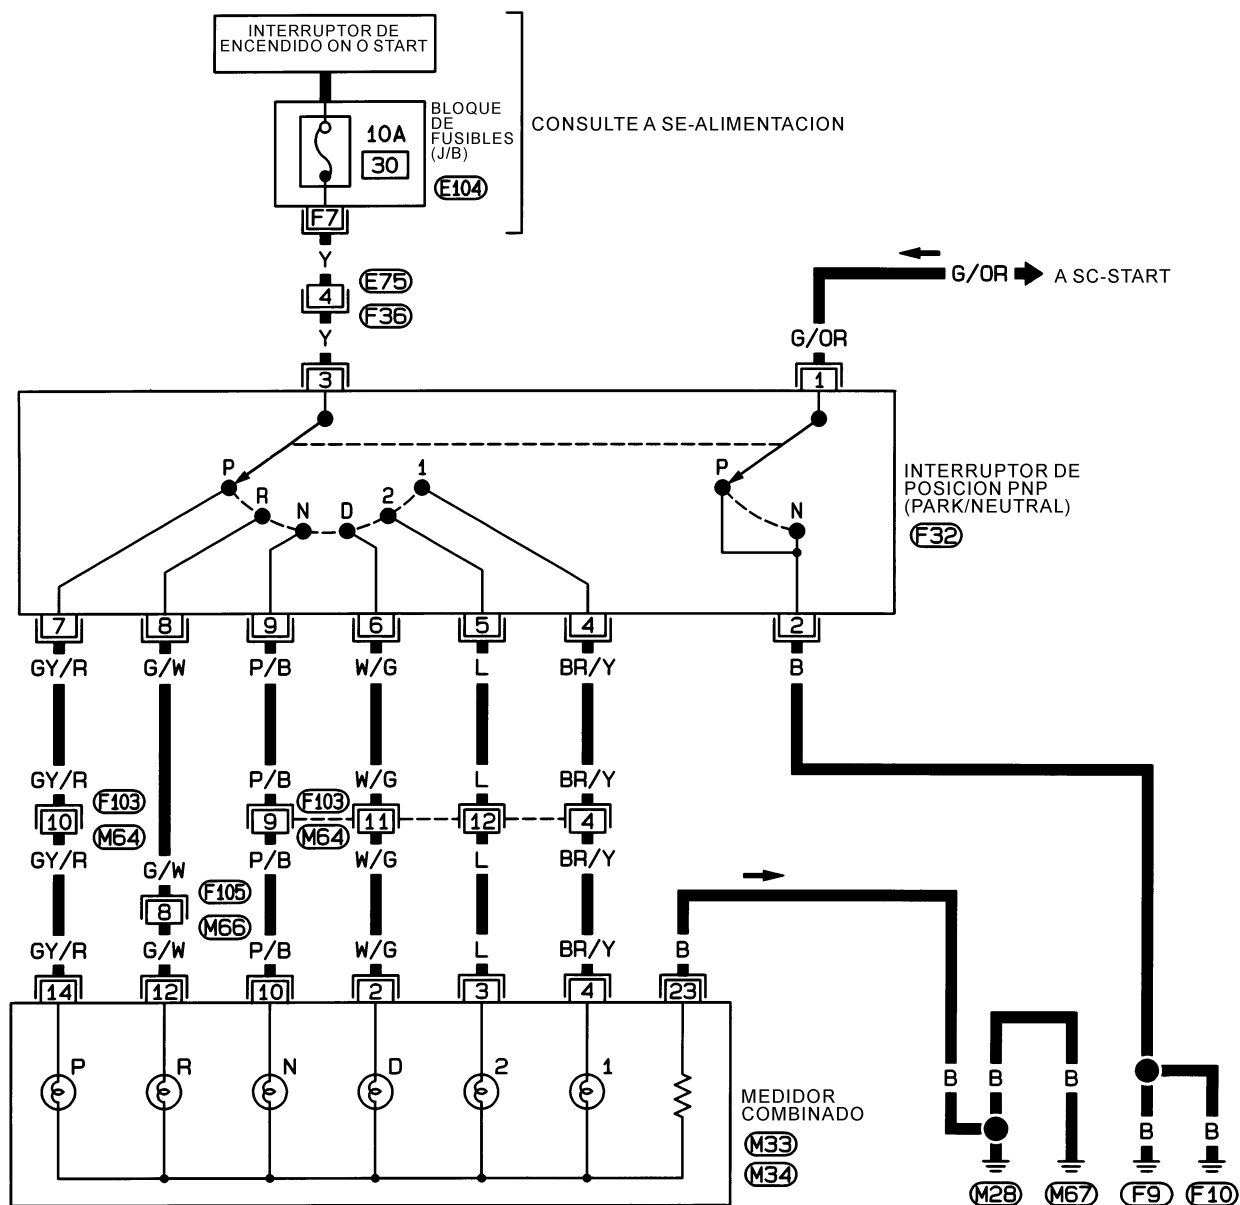 INTERRUPTOR DE
ENCENDIDO ON O START
BLOQUE
DE
FUSIBLES
(J/B)
10A
30
E104
CONSULTE A SE-ALIMENTACION
F7
Y
4
E75
F36
Y
3
G/OR
A SC-START
G/OR
1
P
R
N
D
2
1
P
N
INTERRUPTOR DE
POSICION PNP
(PARK/NEUTRAL)
F32
7 8 9 6 5 4 2
GY/R G/W P/B W/G L BR/Y B
GY/R P/B W/G L BR/Y
10 F103 M64 9 F103 M64 11 12 4
GY/R P/B W/G L BR/Y
G/W
8 F105 M66
GY/R G/W P/B W/G L BR/Y B
14 12 10 2 3 4 23
P R N D 2 1
MEDIDOR
COMBINADO
M33
M34
B B B
B B
M28 M67 F9 F10